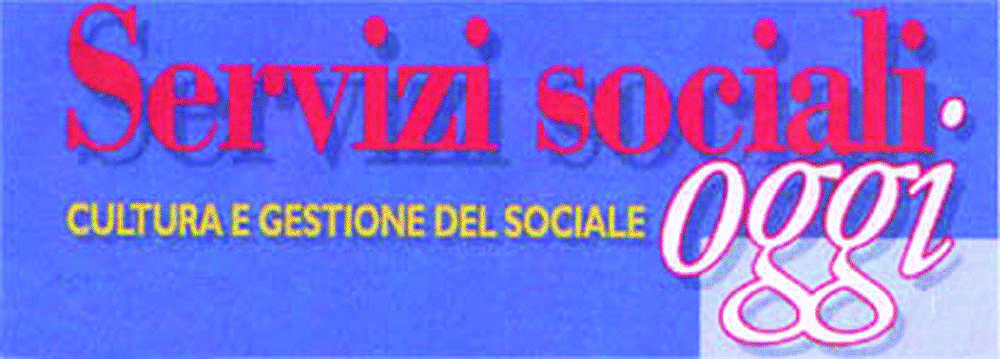 Servizi sociali
oggi
CULTURA E GESTIONE DEL SOCIALE